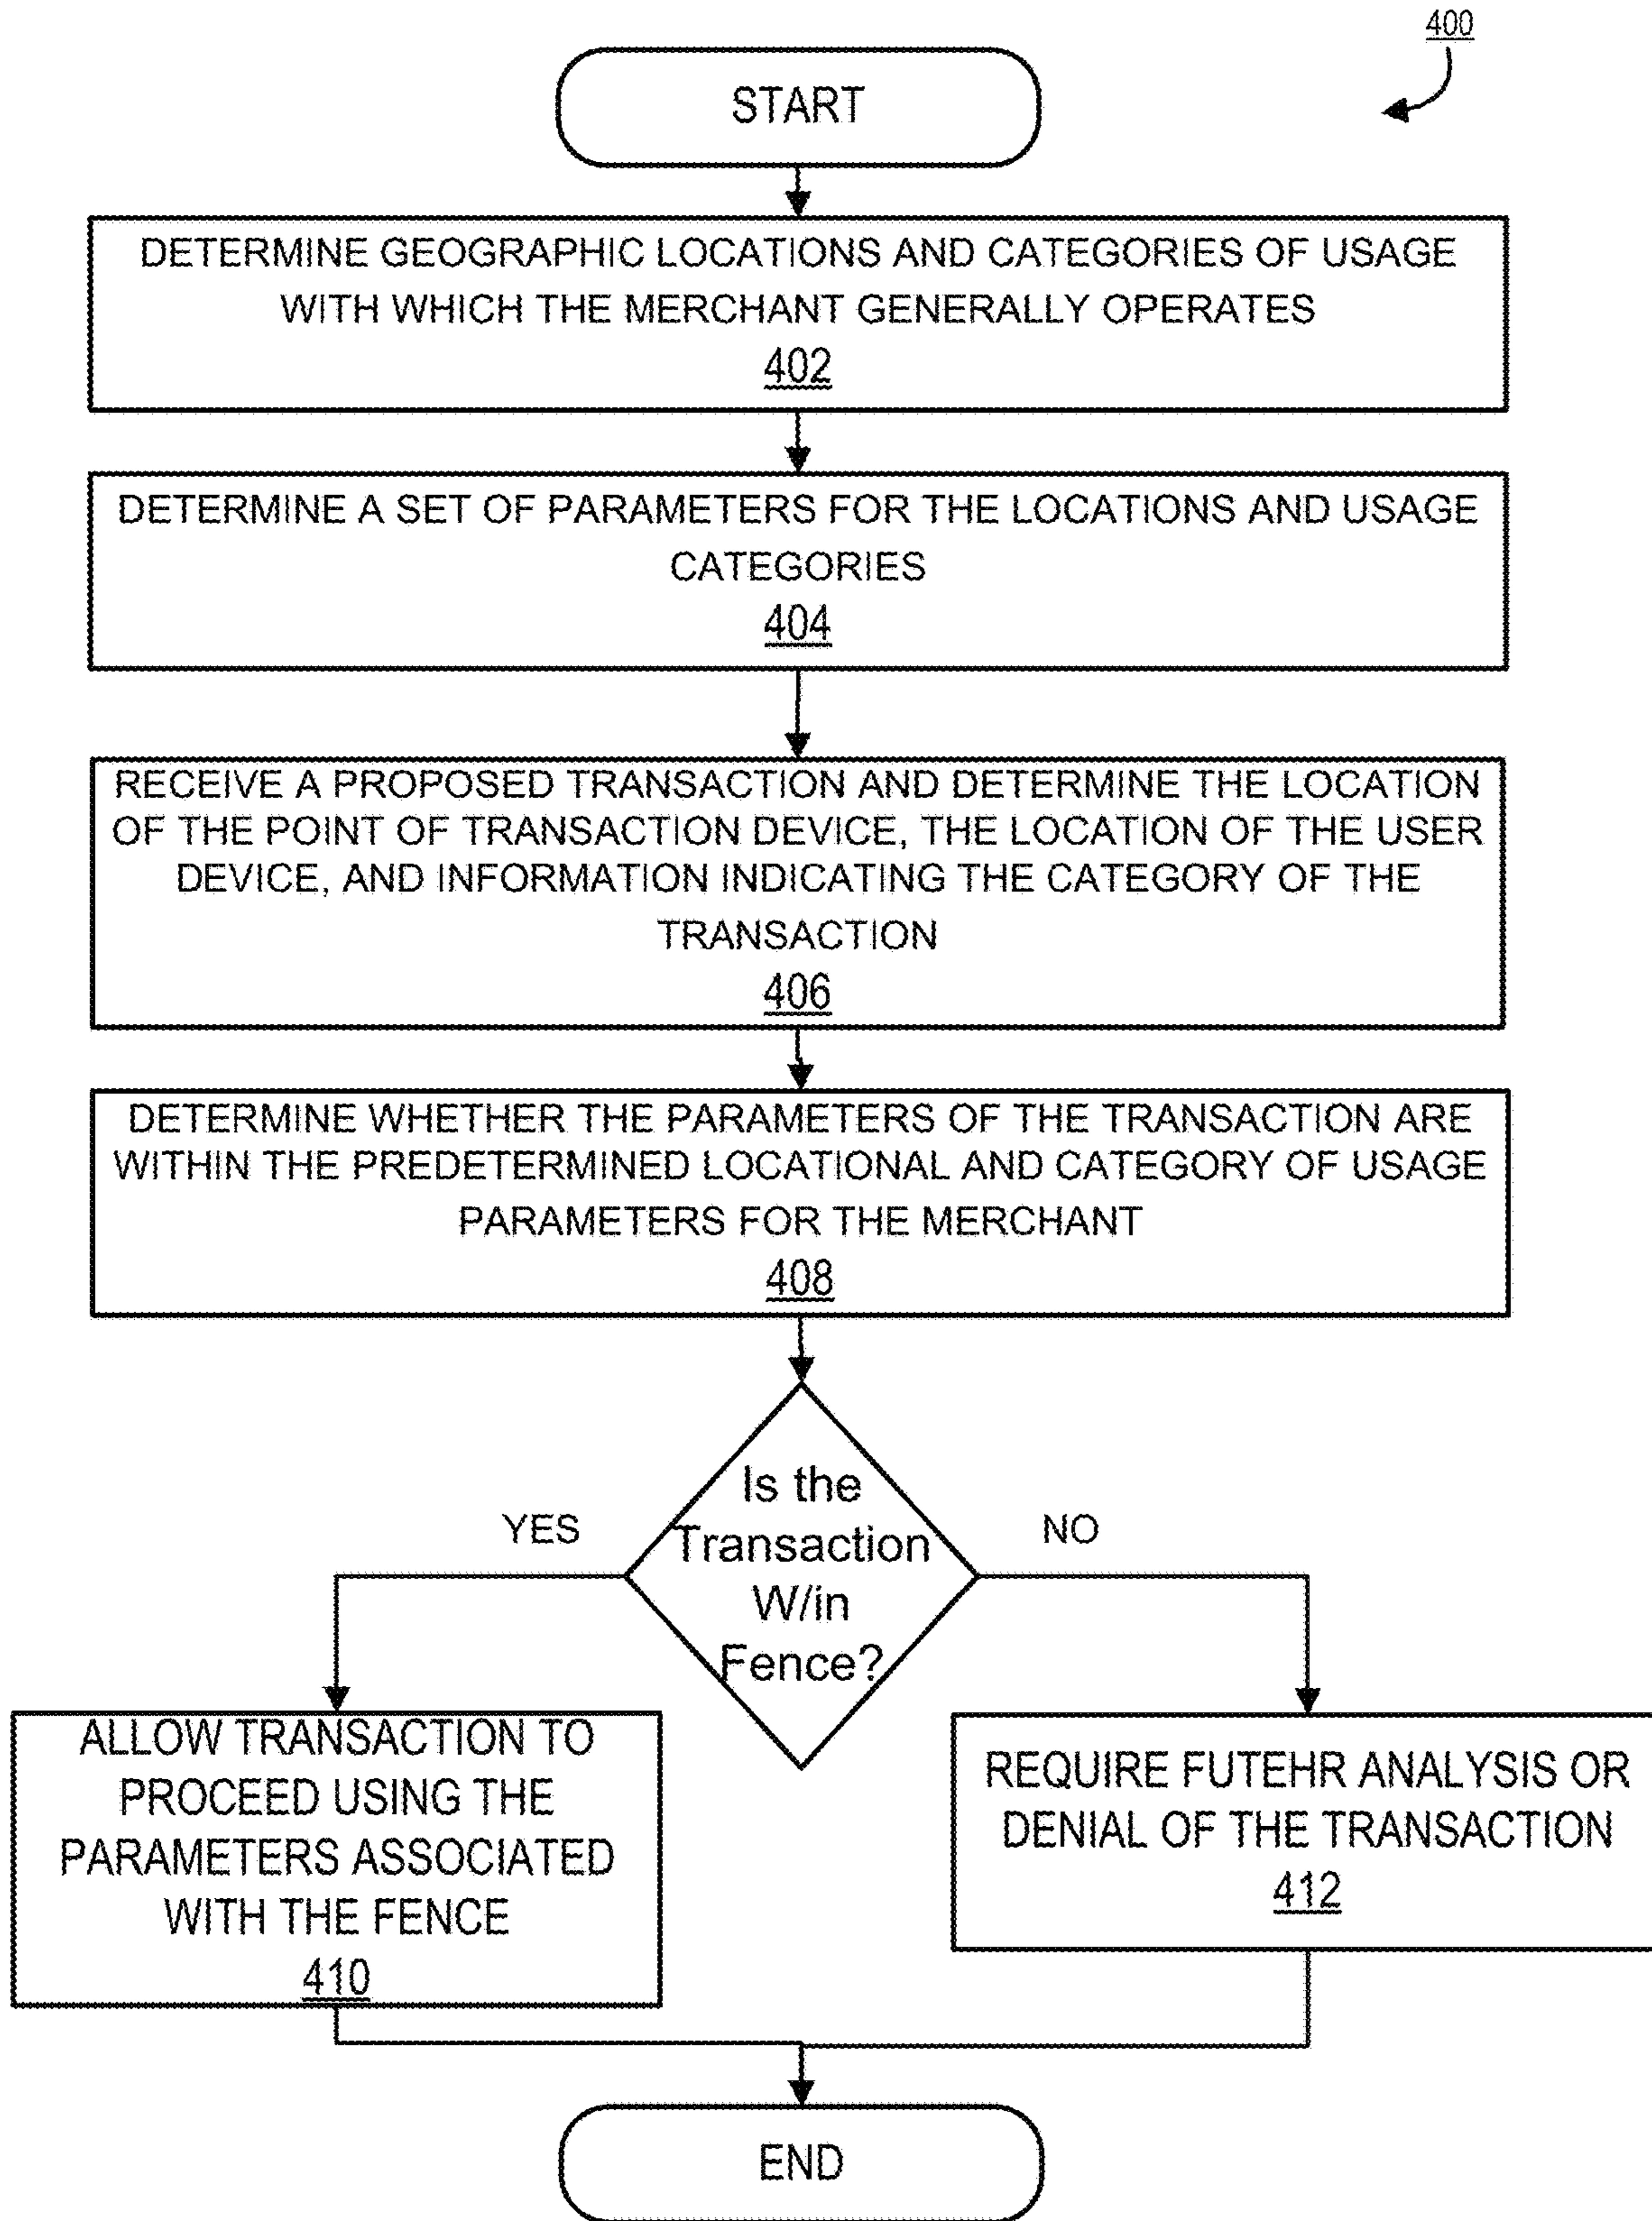 400
START
DETERMINE GEOGRAPHIC LOCATIONS AND CATEGORIES OF USAGE
WITH WHICH THE MERCHANT GENERALLY OPERATES
402
DETERMINE A SET OF PARAMETERS FOR THE LOCATIONS AND USAGE
CATEGORIES
404
RECEIVE A PROPOSED TRANSACTION AND DETERMINE THE LOCATION
OF THE POINT OF TRANSACTION DEVICE, THE LOCATION OF THE USER
DEVICE, AND INFORMATION INDICATING THE CATEGORY OF THE
TRANSACTION
406
DETERMINE WHETHER THE PARAMETERS OF THE TRANSACTION ARE
WITHIN THE PREDETERMINED LOCATIONAL AND CATEGORY OF USAGE
PARAMETERS FOR THE MERCHANT
408
Is the
Transaction
W/in
Fence?
YES
NO
ALLOW TRANSACTION TO
PROCEED USING THE
PARAMETERS ASSOCIATED
WITH THE FENCE
410
REQUIRE FUTEHR ANALYSIS OR
DENIAL OF THE TRANSACTION
412
END